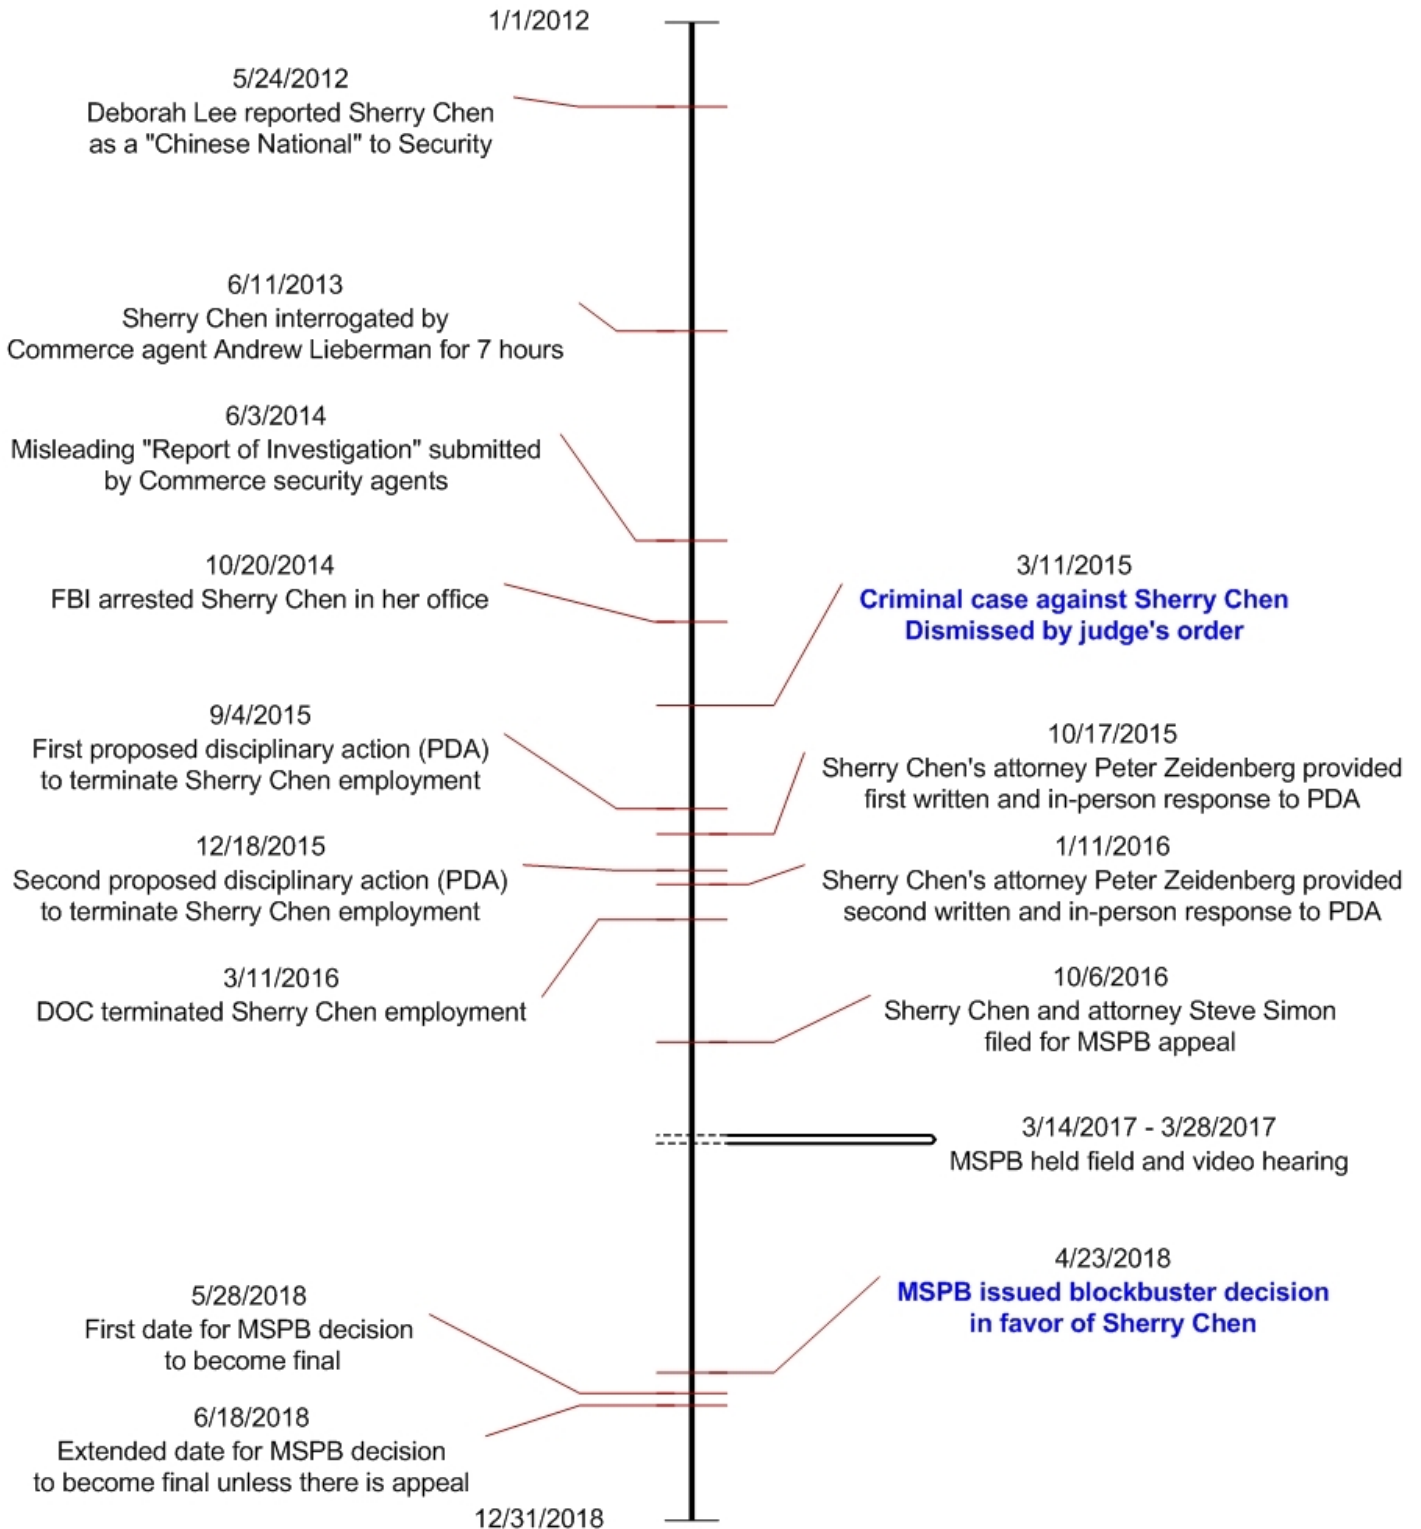 1/1/2012
5/24/2012
Deborah Lee reported Sherry Chen
as a "Chinese National" to Security
6/11/2013
Sherry Chen interrogated by
Commerce agent Andrew Lieberman for 7 hours
6/3/2014
Misleading "Report of Investigation" submitted
by Commerce security agents
10/20/2014
FBI arrested Sherry Chen in her office
3/11/2015
Criminal case against Sherry Chen
Dismissed by judge's order
9/4/2015
First proposed disciplinary action (PDA)
to terminate Sherry Chen employment
10/17/2015
Sherry Chen's attorney Peter Zeidenberg provided
first written and in-person response to PDA
12/18/2015
Second proposed disciplinary action (PDA)
to terminate Sherry Chen employment
1/11/2016
Sherry Chen's attorney Peter Zeidenberg provided
second written and in-person response to PDA
3/11/2016
DOC terminated Sherry Chen employment
10/6/2016
Sherry Chen and attorney Steve Simon
filed for MSPB appeal
3/14/2017 - 3/28/2017
MSPB held field and video hearing
4/23/2018
MSPB issued blockbuster decision
in favor of Sherry Chen
5/28/2018
First date for MSPB decision
to become final
6/18/2018
Extended date for MSPB decision
to become final unless there is appeal
12/31/2018